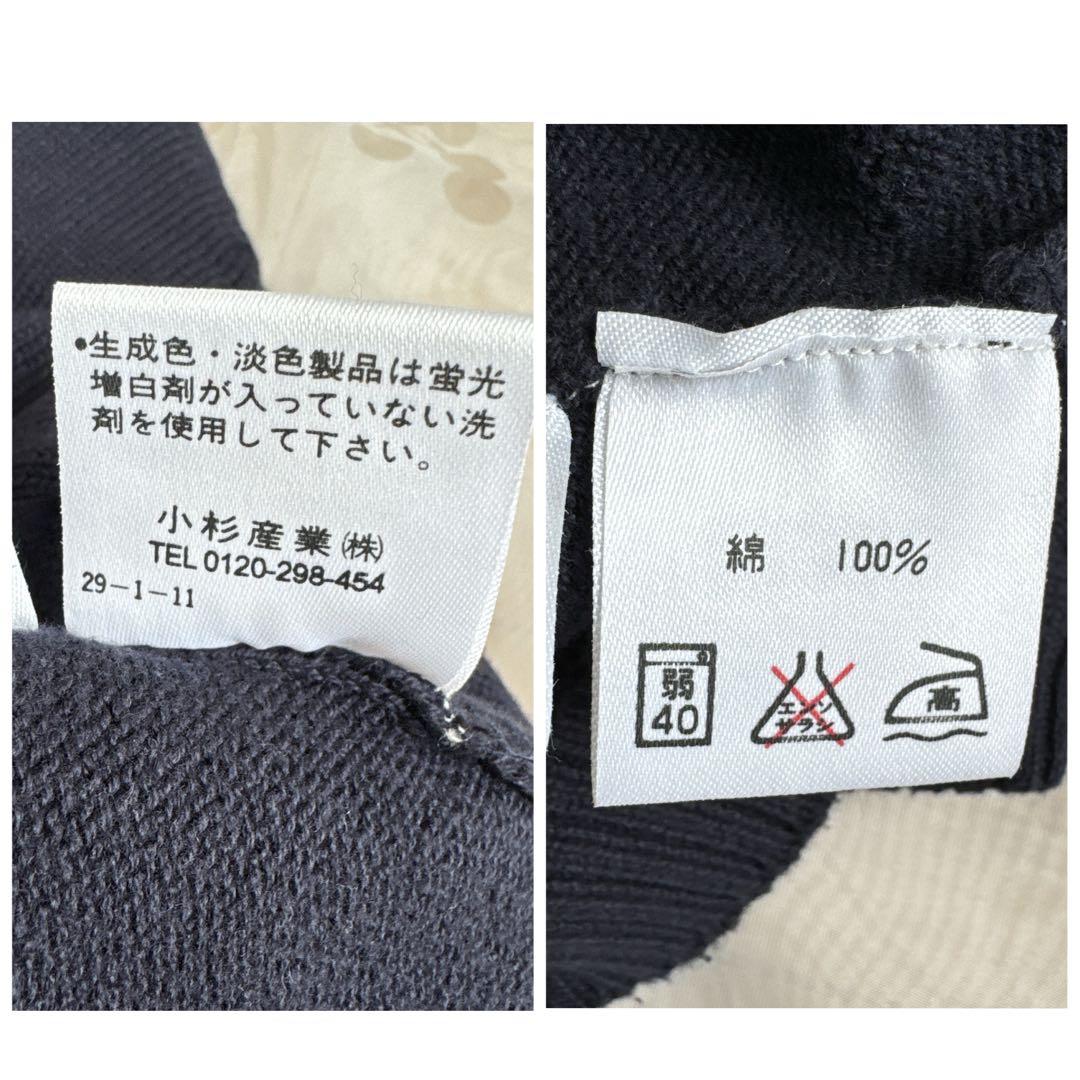 •生成色・淡色製品は蛍光
増白剤が入っていない洗
剤を使用して下さい。
小杉産業㈱
TEL 0120-298-454
29-1-11
綿 100%
弱
40
エンソ
サラシ
高